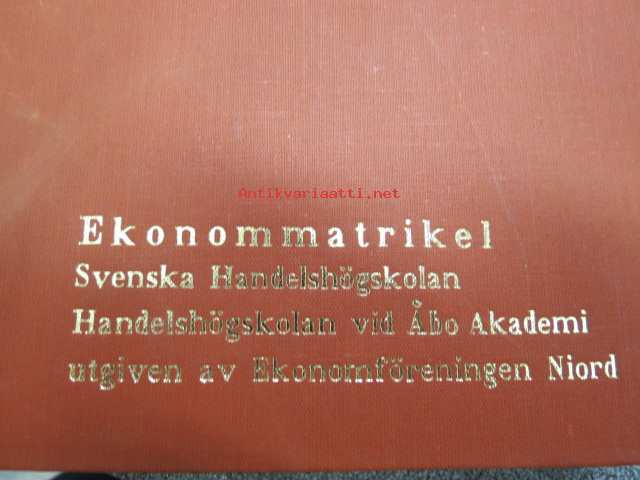 Antikvariaatti.net
Ekonommatrikel
Svenska Handelshögskolan
Handelshögskolan vid Åbo Akademi
utgiven av Ekonomföreningen Niord